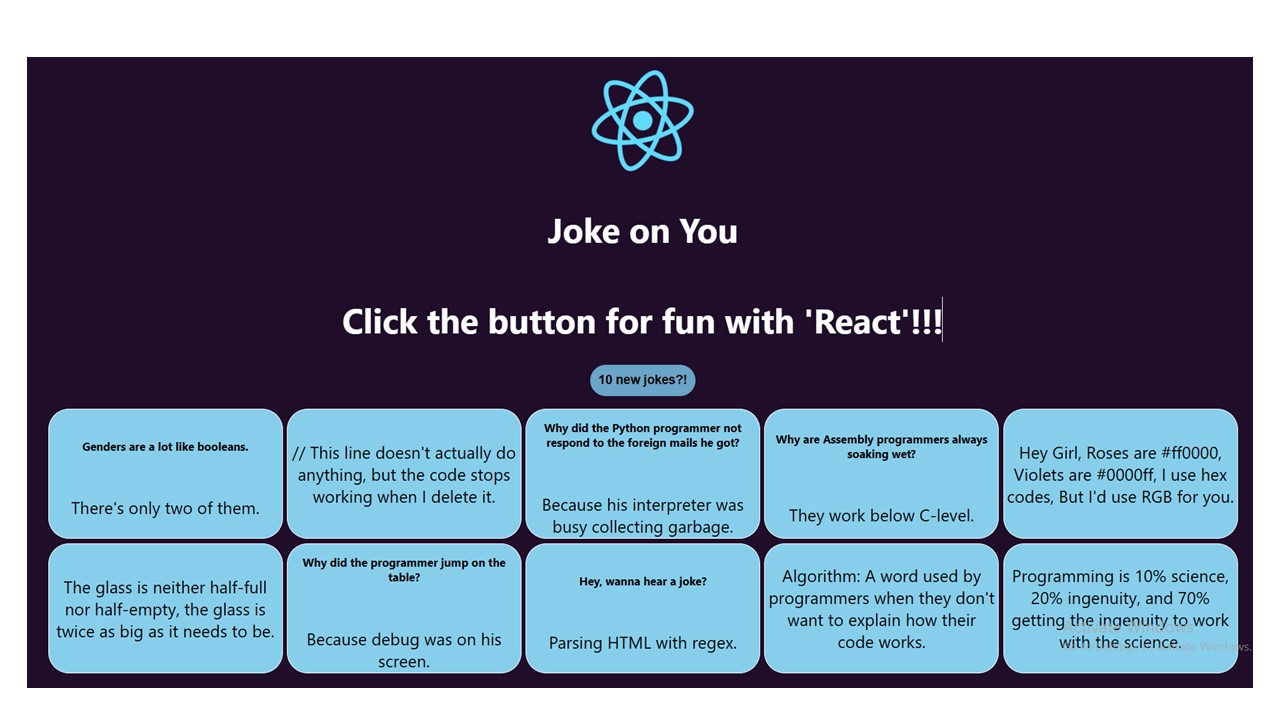 Joke on You
Click the button for fun with 'React'!!!
10 new jokes?!
Genders are a lot like booleans.
There's only two of them.
// This line doesn't actually do
anything, but the code stops
working when I delete it.
Why did the Python programmer not
respond to the foreign mails he got?
Because his interpreter was
busy collecting garbage.
Why are Assembly programmers always
soaking wet?
They work below C-level.
Hey Girl, Roses are #ff0000,
Violets are #0000ff, I use hex
codes, But I'd use RGB for you.
The glass is neither half-full
nor half-empty, the glass is
twice as big as it needs to be.
Why did the programmer jump on the
table?
Because debug was on his
screen.
Hey, wanna hear a joke?
Parsing HTML with regex.
Algorithm: A word used by
programmers when they don't
want to explain how their
code works.
Programming is 10% science,
20% ingenuity, and 70%
getting the ingenuity to work
with the science.
Windows
Windows.